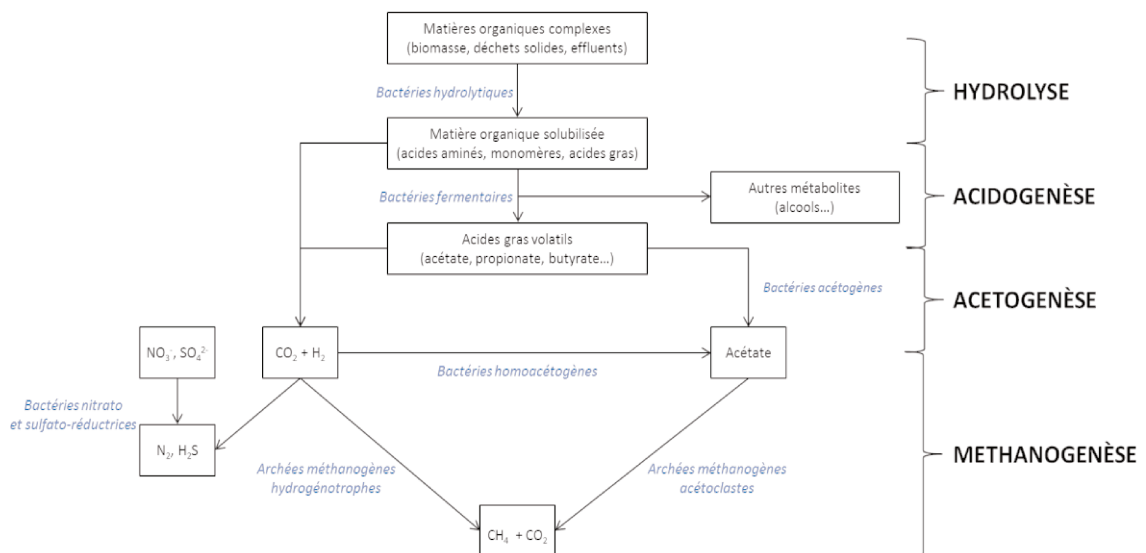 Matières organiques complexes
(biomasse, déchets solides, effluents)
Bactéries hydrolytiques
HYDROLYSE
Matière organique solubilisée
(acides aminés, monomères, acides gras)
Bactéries fermentaires
Autres métabolites
(alcools…)
ACIDOGENÈSE
Acides gras volatils
(acétate, propionate, butyrate…)
Bactéries acétogènes
ACETOGENÈSE
NO₃⁻, SO₄²⁻
CO₂ + H₂
Acétate
Bactéries homoacétogènes
Bactéries nitrato
et sulfato-réductrices
N₂, H₂S
METHANOGENÈSE
Archées méthanogènes
hydrogénotrophes
Archées méthanogènes
acétoclastes
CH₄ + CO₂